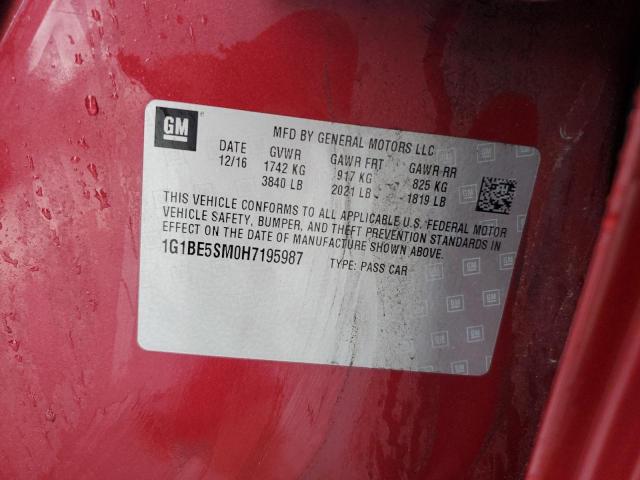 GM
MFD BY GENERAL MOTORS LLC
DATE GVWR GAWR FRT GAWR RR
12/16 1742 KG 917 KG 825 KG
3840 LB 2021 LB 1819 LB
THIS VEHICLE CONFORMS TO ALL APPLICABLE U.S. FEDERAL MOTOR
VEHICLE SAFETY, BUMPER, AND THEFT PREVENTION STANDARDS IN
EFFECT ON THE DATE OF MANUFACTURE SHOWN ABOVE.
1G1BE5SM0H7195987 TYPE: PASS CAR